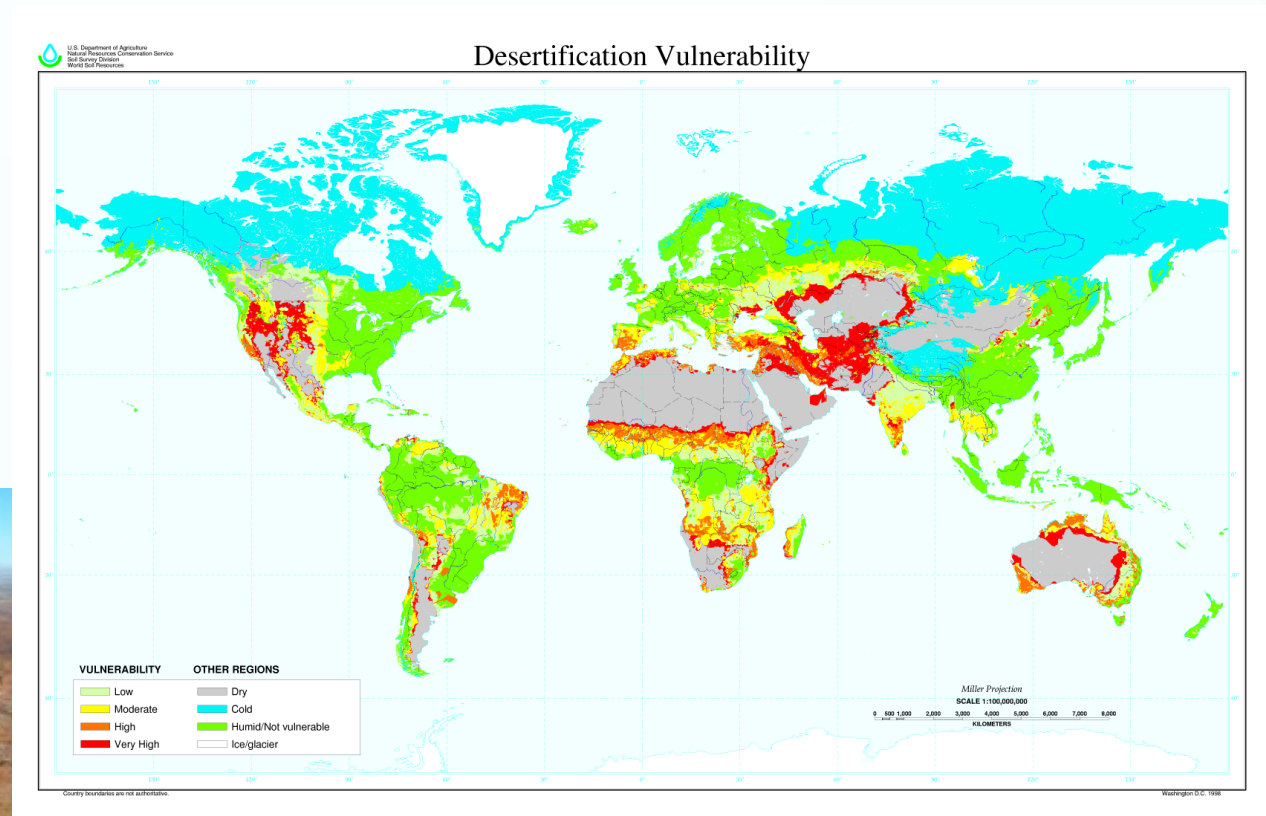 U.S. Department of Agriculture
Natural Resources Conservation Service
Soil Survey Division
World Soil Resources
Desertification Vulnerability
VULNERABILITY OTHER REGIONS
Low Dry
Moderate Cold
High Humid/Not vulnerable
Very High Ice/glacier
Miller Projection
SCALE 1:100,000,000
0 500 1,000 2,000 3,000 4,000 5,000 6,000 7,000 8,000
KILOMETERS
Country boundaries are not authoritative.
Washington D.C. 1998